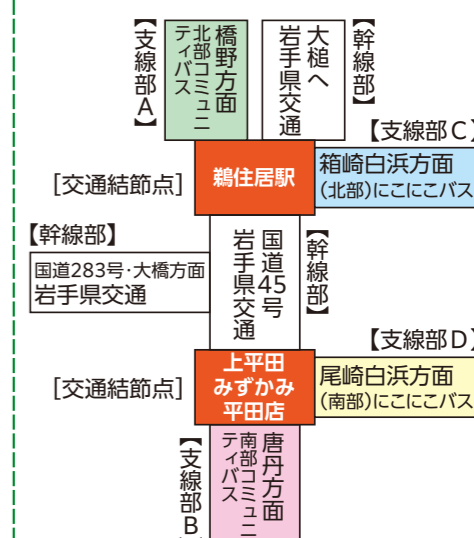 【支線部A】
橋野方面
北部コミュニ
ティバス
大槌へ
岩手県交通
【幹線部】
【支線部C】
[交通結節点]
鵜住居駅
箱崎白浜方面
(北部)にこにこバス
【幹線部】
国道283号・大橋方面
岩手県交通
国道45号
岩手県交通
【幹線部】
【支線部D】
[交通結節点]
上平田
みずかみ
平田店
尾崎白浜方面
(南部)にこにこバス
【支線部B
唐丹方面
南部コミュニ
ティバス